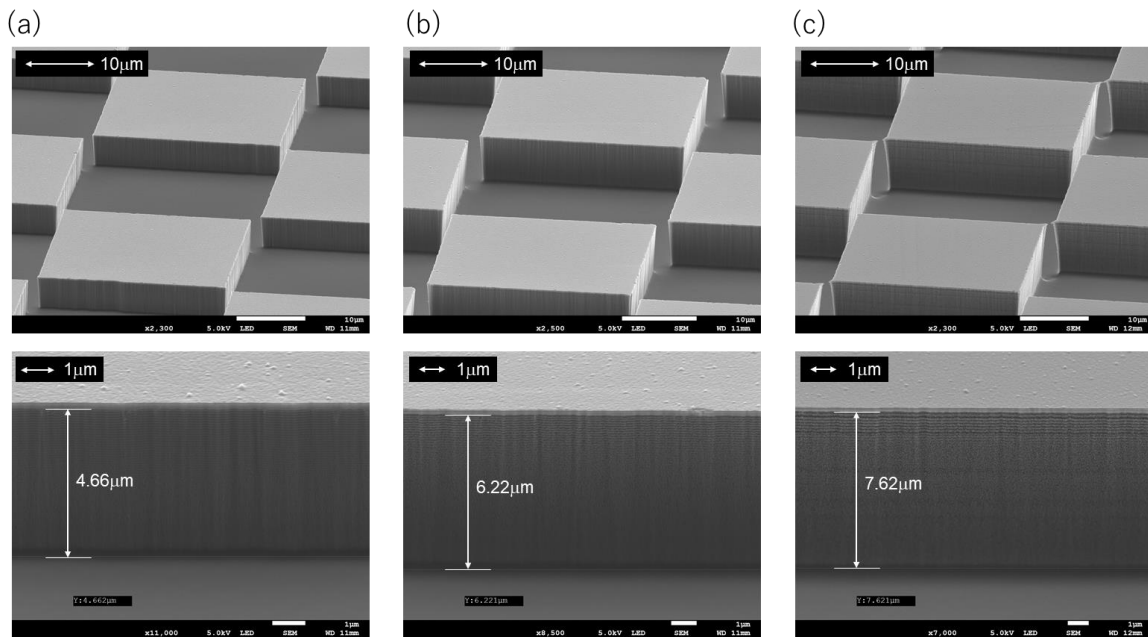 (a)
(b)
(c)
10μm
10μm
10μm
10μm
x2,300 5.0kV LED SEM WD 11mm
10μm
x2,500 5.0kV LED SEM WD 11mm
10μm
x2,300 5.0kV LED SEM WD 12mm
1μm
1μm
1μm
4.66μm
6.22μm
7.62μm
Y:4.662μm
Y:6.221μm
Y:7.621μm
1μm
x11,000 5.0kV LED SEM WD 11mm
1μm
x8,500 5.0kV LED SEM WD 11mm
1μm
x7,000 5.0kV LED SEM WD 12mm